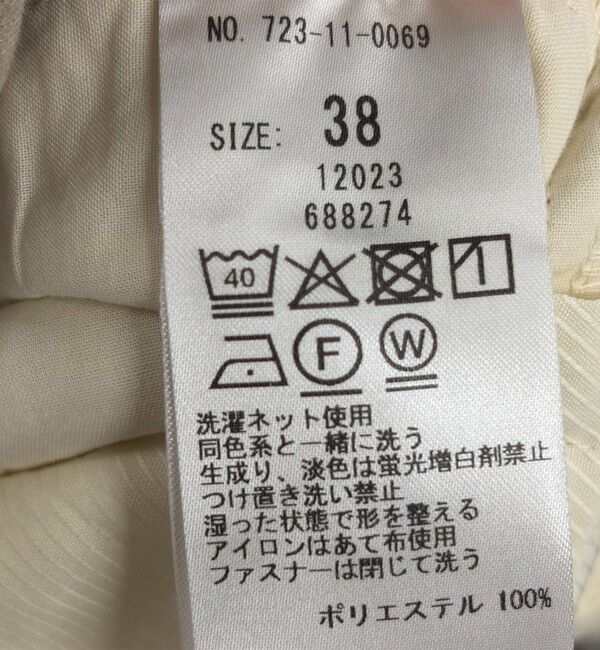 NO. 723-11-0069
SIZE: 38
12023
688274
40
F W
洗濯ネット使用
同色系と一緒に洗う
生成り、淡色は蛍光増白剤禁止
つけ置き洗い禁止
湿った状態で形を整える
アイロンはあて布使用
ファスナーは閉じて洗う
ポリエステル 100%